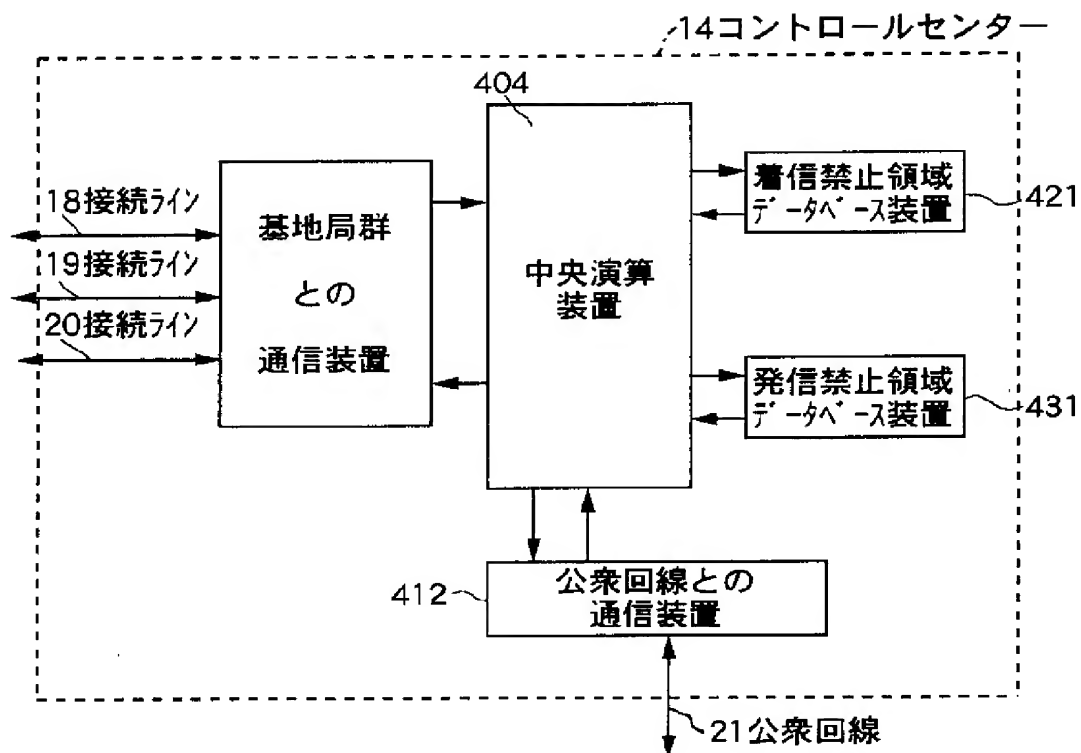 14コントロールセンター
404
18接続ライン
19接続ライン
20接続ライン
基地局群
との
通信装置
中央演算
装置
着信禁止領域
データベース装置
421
発信禁止領域
データベース装置
431
412
公衆回線との
通信装置
21公衆回線